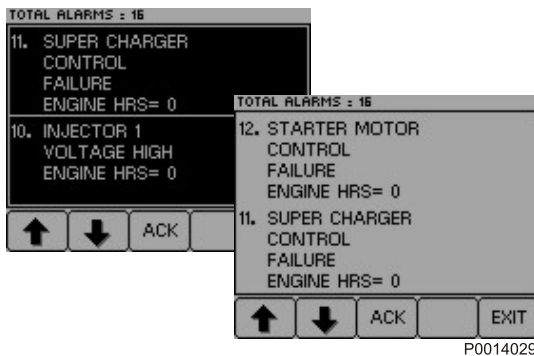 TOTAL ALARMS : 16
11. SUPER CHARGER
CONTROL
FAILURE
ENGINE HRS= 0
10. INJECTOR 1
VOLTAGE HIGH
ENGINE HRS= 0
ACK
TOTAL ALARMS : 16
12. STARTER MOTOR
CONTROL
FAILURE
ENGINE HRS= 0
11. SUPER CHARGER
CONTROL
FAILURE
ENGINE HRS= 0
ACK EXIT
P0014029